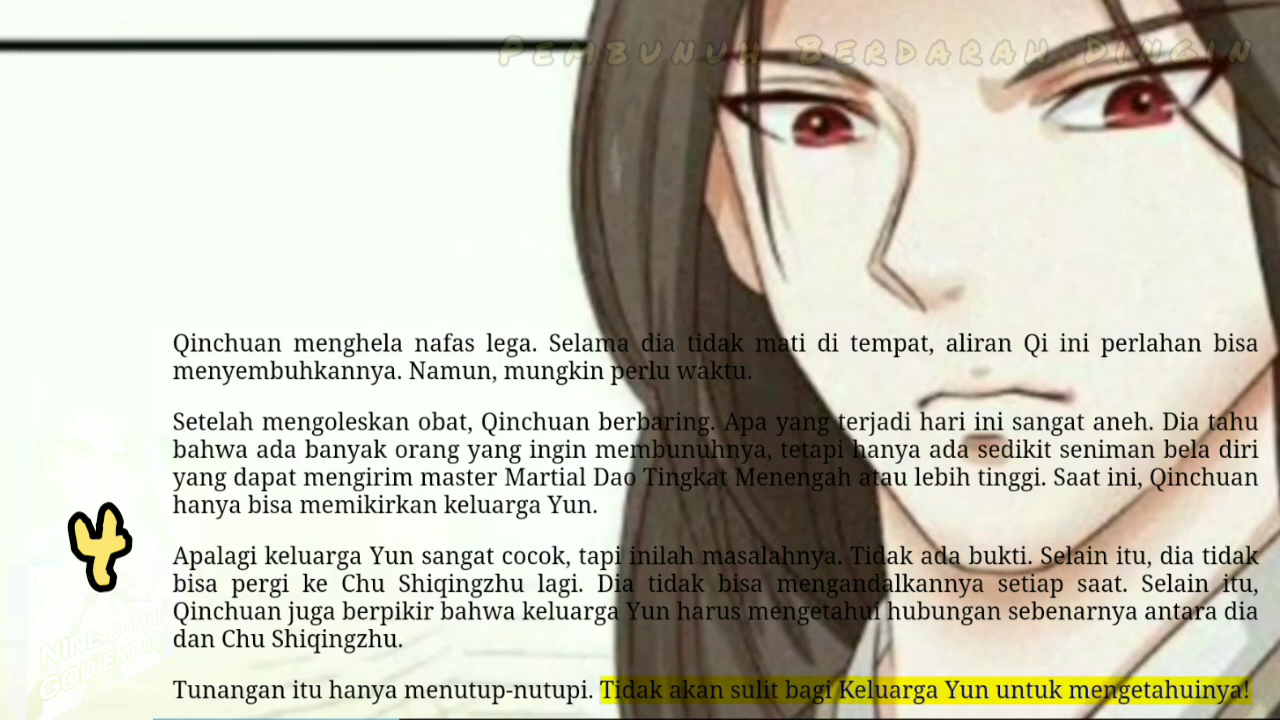 Pembunuh Berdarah Dingin
Qinchuan menghela nafas lega. Selama dia tidak mati di tempat, aliran Qi ini perlahan bisa
menyembuhkannya. Namun, mungkin perlu waktu.
Setelah mengoleskan obat, Qinchuan berbaring. Apa yang terjadi hari ini sangat aneh. Dia tahu
bahwa ada banyak orang yang ingin membunuhnya, tetapi hanya ada sedikit seniman bela diri
yang dapat mengirim master Martial Dao Tingkat Menengah atau lebih tinggi. Saat ini, Qinchuan
hanya bisa memikirkan keluarga Yun.
Apalagi keluarga Yun sangat cocok, tapi inilah masalahnya. Tidak ada bukti. Selain itu, dia tidak
bisa pergi ke Chu Shiqingzhu lagi. Dia tidak bisa mengandalkannya setiap saat. Selain itu,
Qinchuan juga berpikir bahwa keluarga Yun harus mengetahui hubungan sebenarnya antara dia
dan Chu Shiqingzhu.
Tunangan itu hanya menutup-nutupi. Tidak akan sulit bagi Keluarga Yun untuk mengetahuinya!